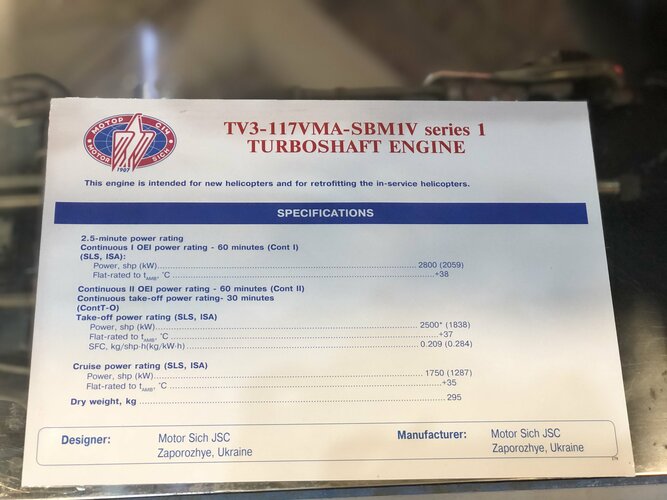 МОТОР СІЧ
MOTOR SICH
1907
TV3-117VMA-SBM1V series 1
TURBOSHAFT ENGINE
This engine is intended for new helicopters and for retrofitting the in-service helicopters.
SPECIFICATIONS
2.5-minute power rating
Continuous I OEI power rating - 60 minutes (Cont I)
(SLS, ISA):
Power, shp (kW)..........2800 (2059)
Flat-rated to tAMB, °C..........+38
Continuous II OEI power rating - 60 minutes (Cont II)
Continuous take-off power rating- 30 minutes
(ContT-O)
Take-off power rating (SLS, ISA)
Power, shp (kW)..........2500* (1838)
Flat-rated to tAMB, °C..........+37
SFC, kg/shp·h(kg/kW·h)..........0.209 (0.284)
Cruise power rating (SLS, ISA)
Power, shp (kW)..........1750 (1287)
Flat-rated to tAMB, °C..........+35
Dry weight, kg..........295
Designer: Motor Sich JSC
Zaporozhye, Ukraine
Manufacturer: Motor Sich JSC
Zaporozhye, Ukraine